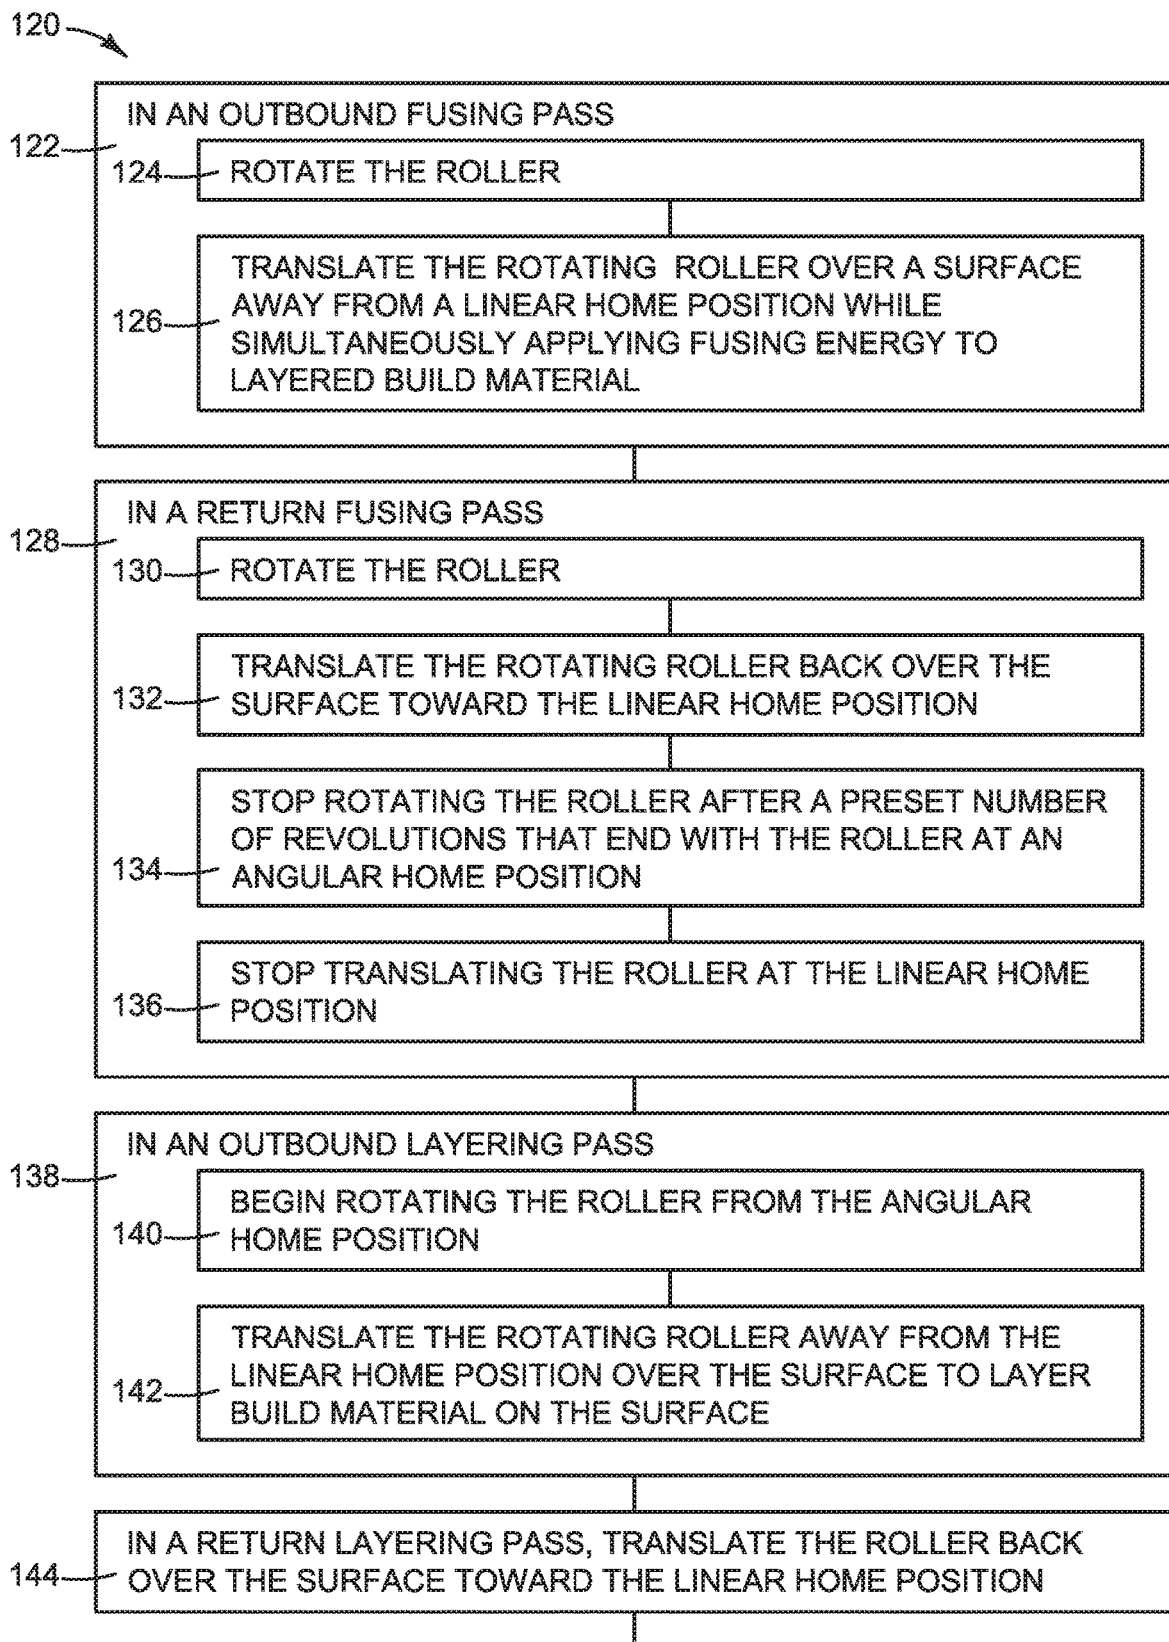 120
IN AN OUTBOUND FUSING PASS
122
124
ROTATE THE ROLLER
TRANSLATE THE ROTATING ROLLER OVER A SURFACE
AWAY FROM A LINEAR HOME POSITION WHILE
126
SIMULTANEOUSLY APPLYING FUSING ENERGY TO
LAYERED BUILD MATERIAL
IN A RETURN FUSING PASS
128
130
ROTATE THE ROLLER
TRANSLATE THE ROTATING ROLLER BACK OVER THE
132
SURFACE TOWARD THE LINEAR HOME POSITION
STOP ROTATING THE ROLLER AFTER A PRESET NUMBER
OF REVOLUTIONS THAT END WITH THE ROLLER AT AN
134
ANGULAR HOME POSITION
STOP TRANSLATING THE ROLLER AT THE LINEAR HOME
136
POSITION
IN AN OUTBOUND LAYERING PASS
138
BEGIN ROTATING THE ROLLER FROM THE ANGULAR
140
HOME POSITION
TRANSLATE THE ROTATING ROLLER AWAY FROM THE
LINEAR HOME POSITION OVER THE SURFACE TO LAYER
142
BUILD MATERIAL ON THE SURFACE
IN A RETURN LAYERING PASS, TRANSLATE THE ROLLER BACK
144
OVER THE SURFACE TOWARD THE LINEAR HOME POSITION